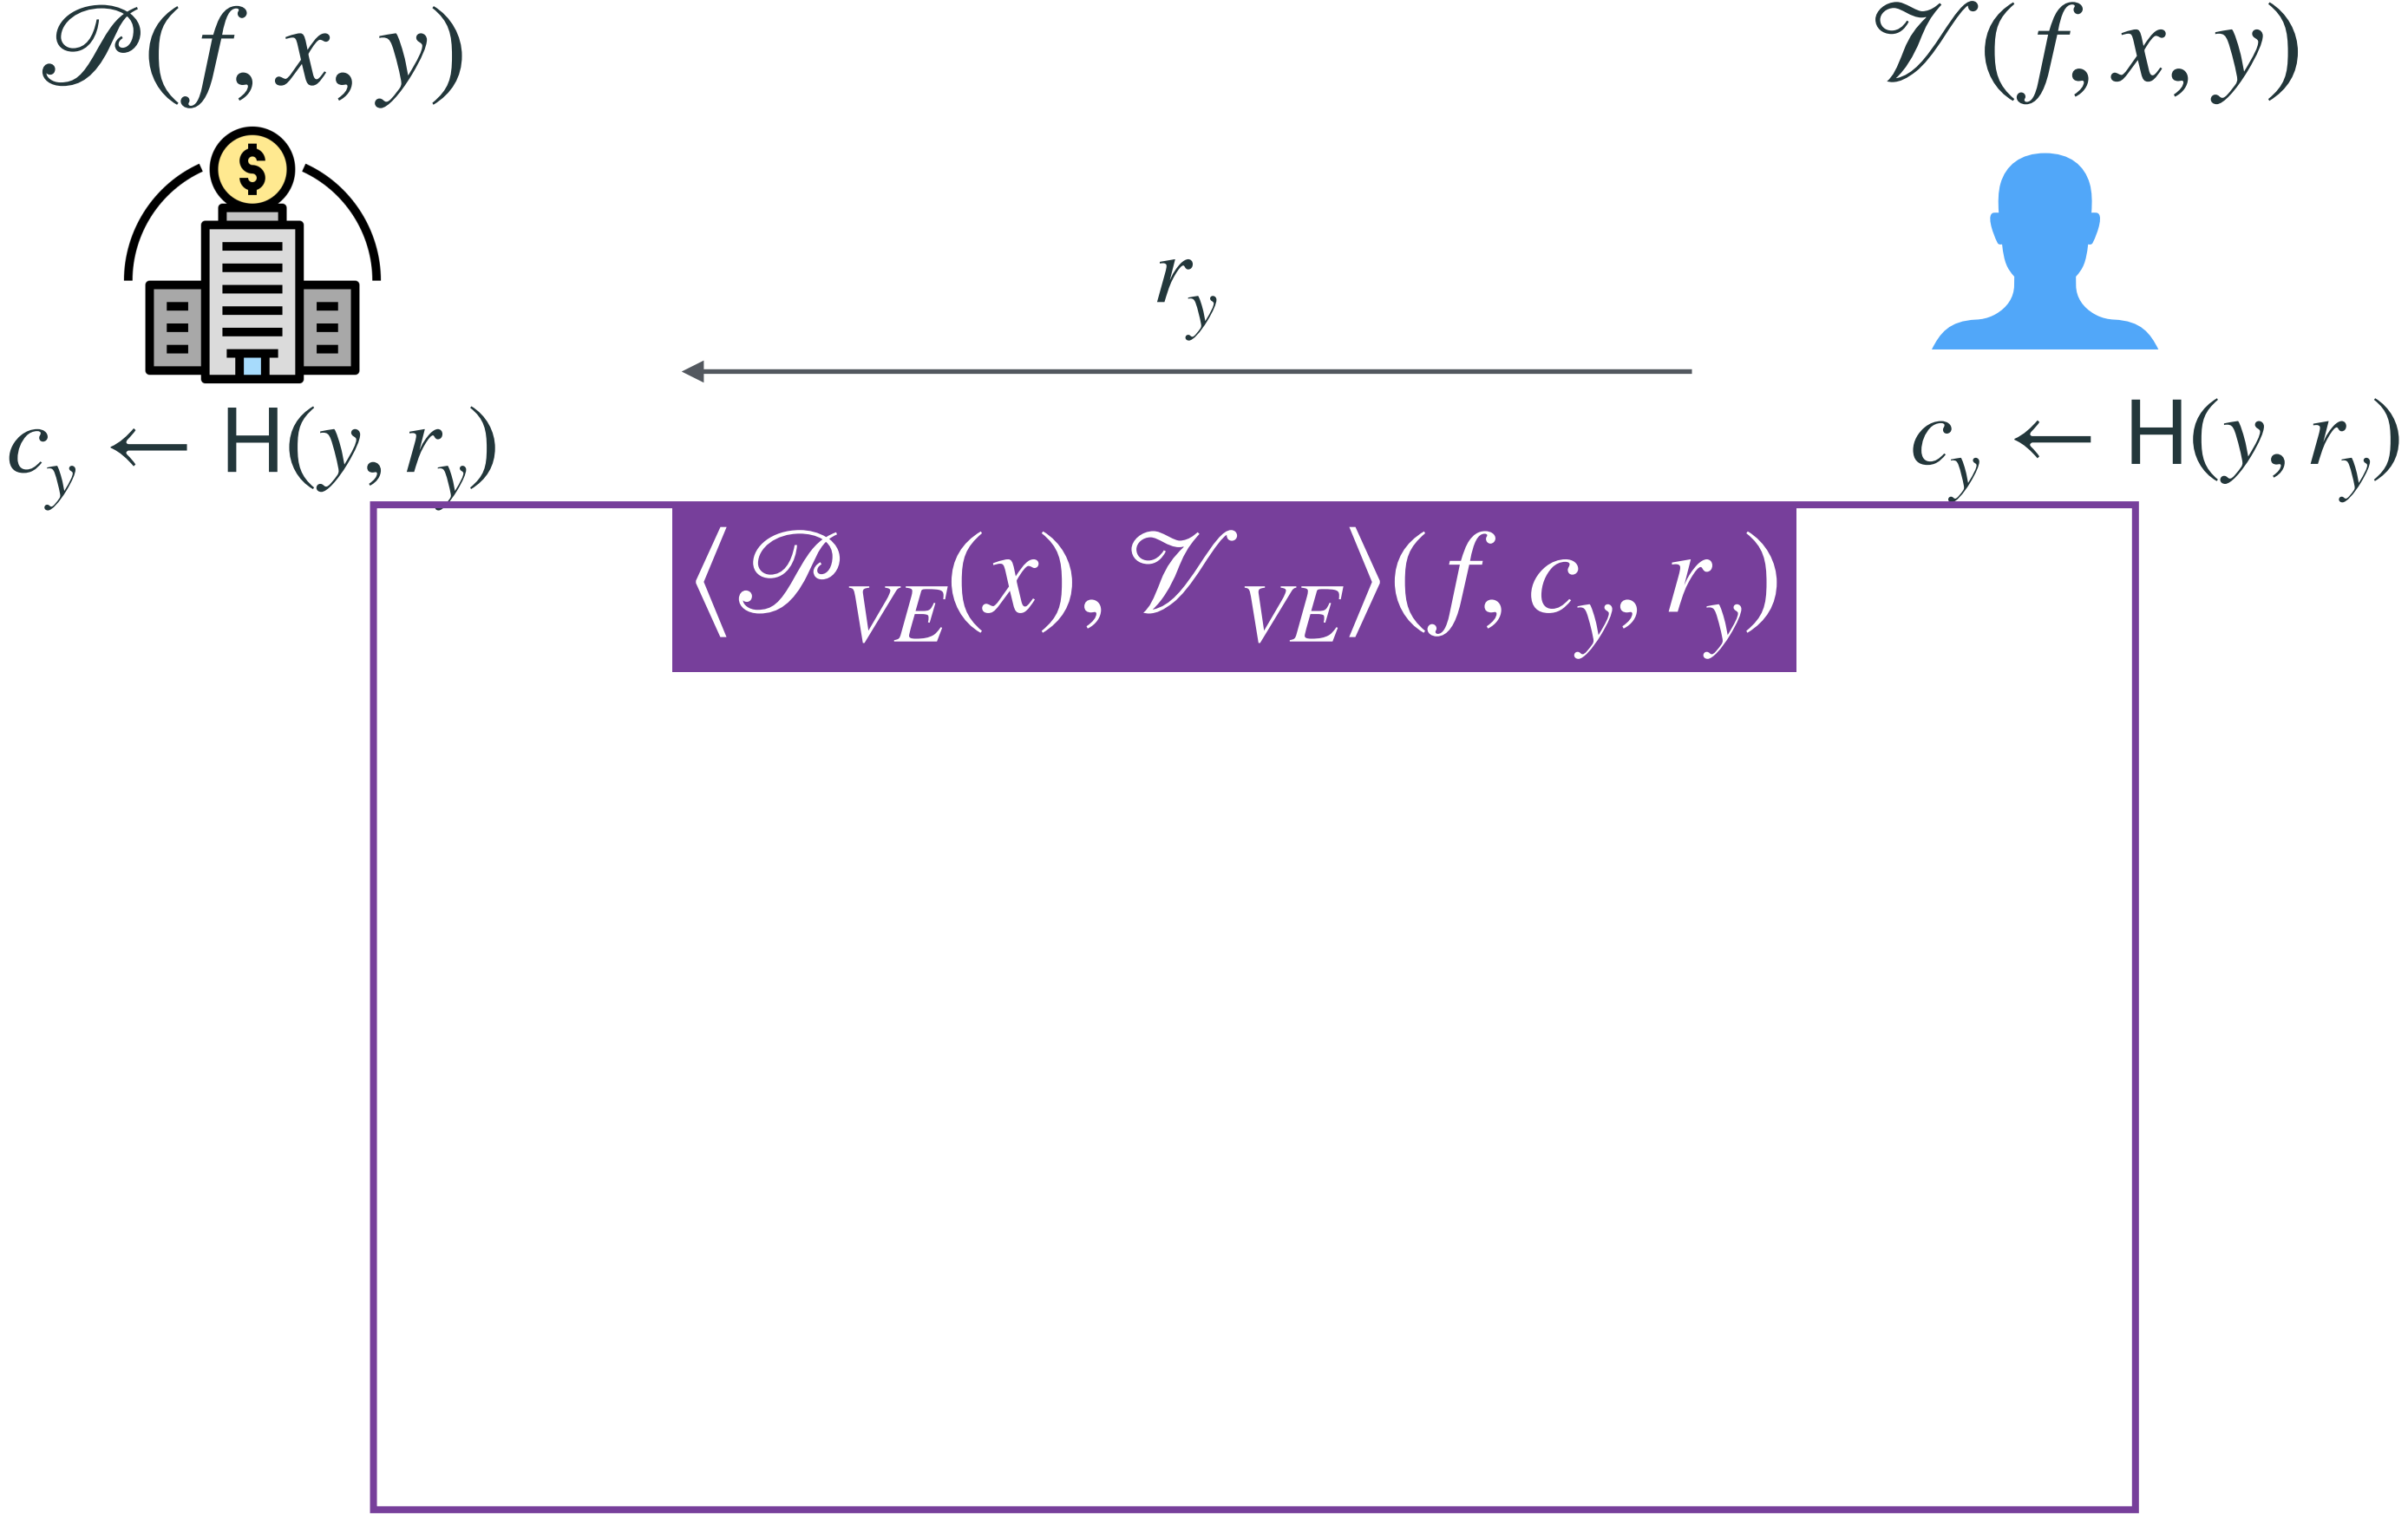 𝒫(f, x, y)
𝒱(f, x, y)
$
r_y
c_y ← H(y, r_y)
c_y ← H(y, r_y)
⟨𝒫_VE(x), 𝒱_VE⟩(f, c_y, r_y)